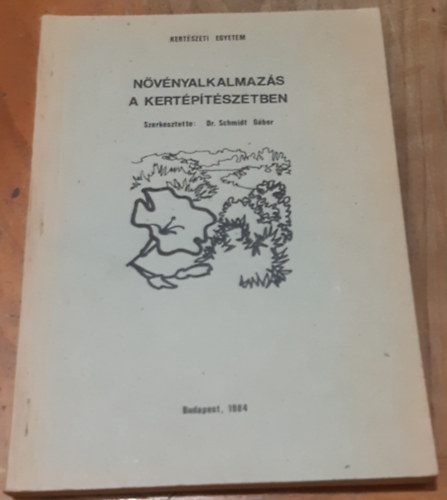 KERTÉSZETI EGYETEM
NÖVÉNYALKALMAZÁS
A KERTÉPÍTÉSZETBEN
Szerkesztette: Dr. Schmidt Gábor
Budapest, 1984